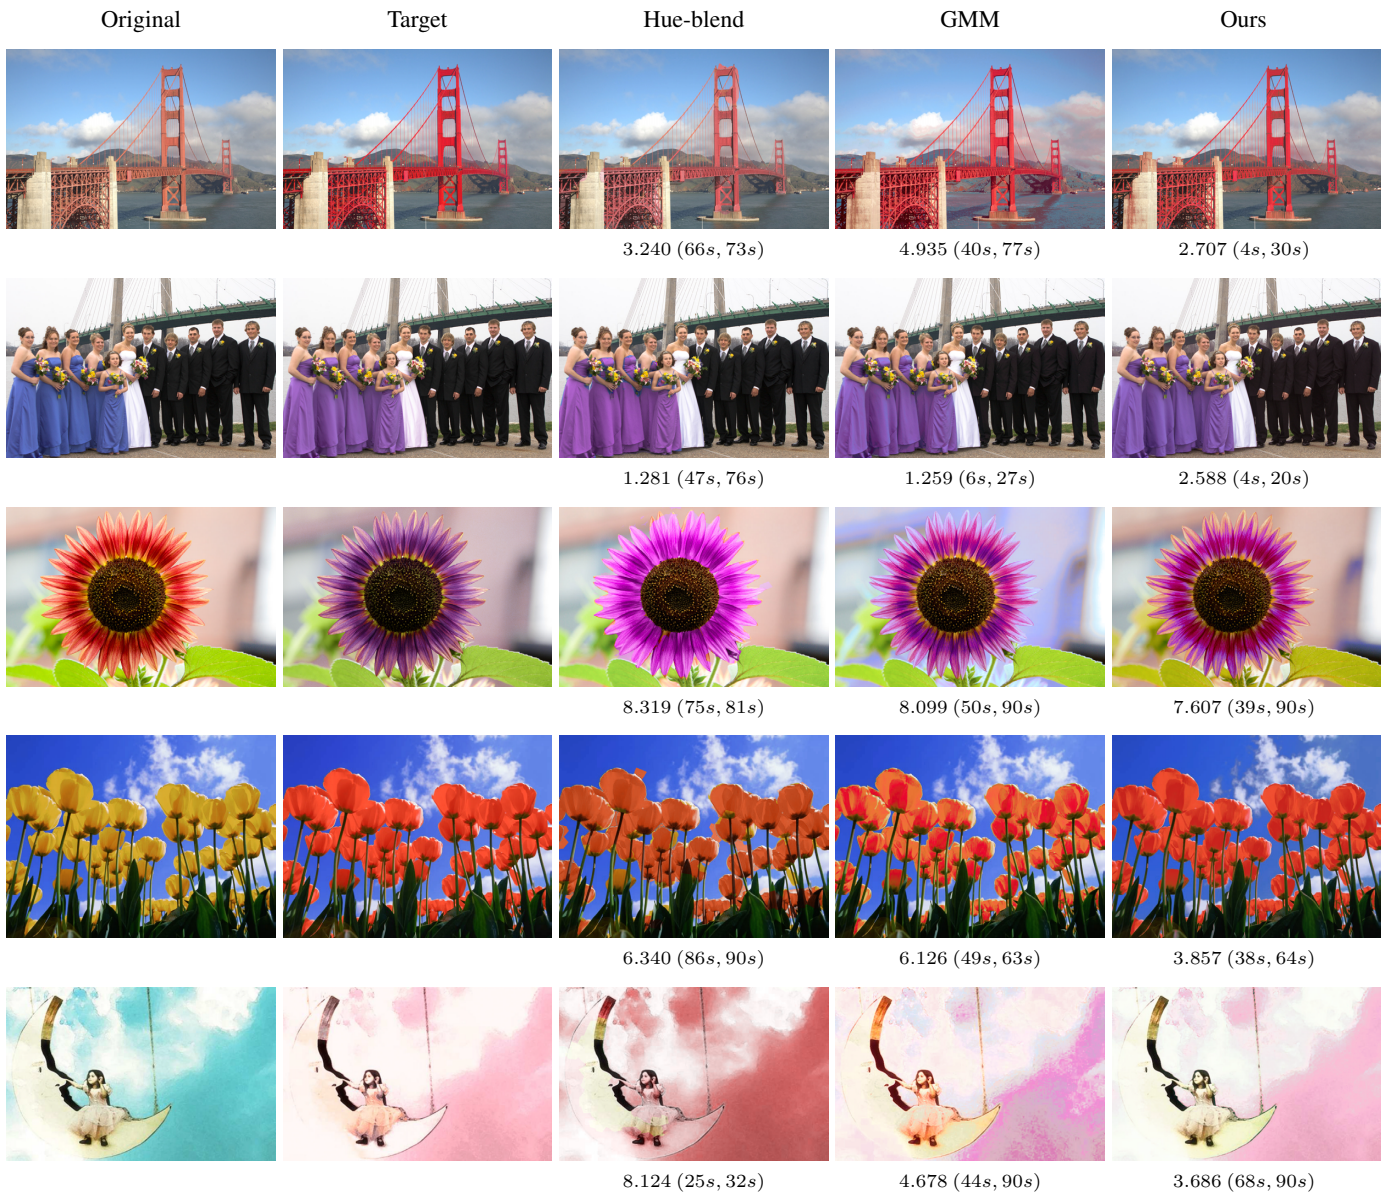 Original Target Hue-blend GMM Ours
3.240 (66s, 73s) 4.935 (40s, 77s) 2.707 (4s, 30s)
1.281 (47s, 76s) 1.259 (6s, 27s) 2.588 (4s, 20s)
8.319 (75s, 81s) 8.099 (50s, 90s) 7.607 (39s, 90s)
6.340 (86s, 90s) 6.126 (49s, 63s) 3.857 (38s, 64s)
8.124 (25s, 32s) 4.678 (44s, 90s) 3.686 (68s, 90s)